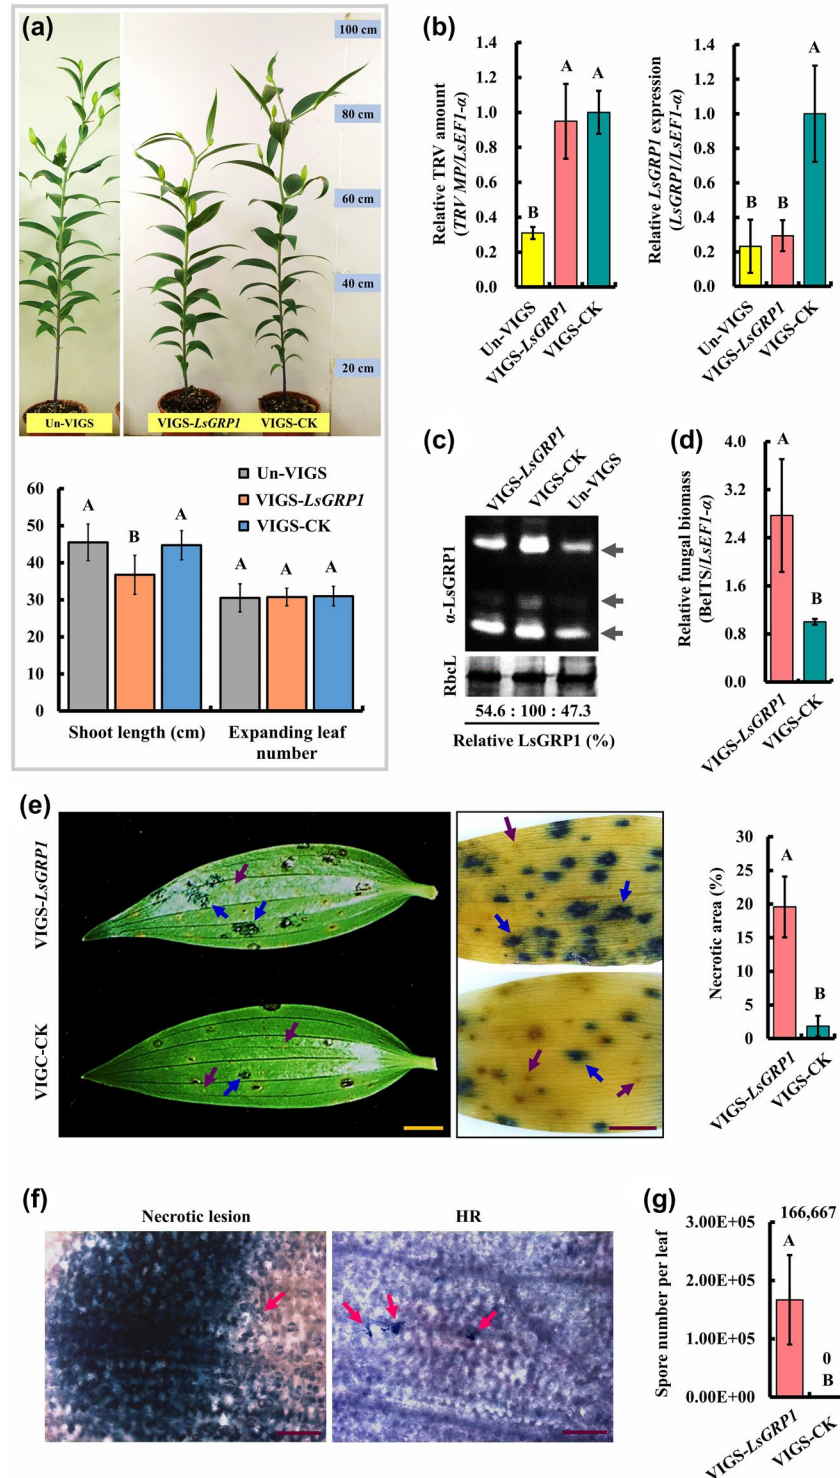 (a)
100 cm
80 cm
60 cm
40 cm
20 cm
Un-VIGS
VIGS-LsGRP1
VIGS-CK
Un-VIGS
VIGS-LsGRP1
VIGS-CK
60
50
40
30
20
10
0
A
B
A
A
A
A
Shoot length (cm)
Expanding leaf
number
(b)
Relative TRV amount
(TRV MP/LsEF1-α)
1.4
1.2
1.0
0.8
0.6
0.4
0.2
0.0
B
A
A
Un-VIGS
VIGS-LsGRP1
VIGS-CK
Relative LsGRP1 expression
(LsGRP1/LsEF1-α)
1.4
1.2
1.0
0.8
0.6
0.4
0.2
0.0
B
B
A
Un-VIGS
VIGS-LsGRP1
VIGS-CK
(c)
VIGS-LsGRP1
VIGS-CK
Un-VIGS
α-LsGRP1
RbcL
54.6 : 100 : 47.3
Relative LsGRP1 (%)
(d)
Relative fungal biomass
(BeITS/LsEF1-α)
4.0
3.2
2.4
1.6
0.8
0.0
A
B
VIGS-LsGRP1
VIGS-CK
(e)
VIGS-LsGRP1
VIGC-CK
Necrotic area (%)
30
25
20
15
10
5
0
A
B
VIGS-LsGRP1
VIGS-CK
(f)
Necrotic lesion
HR
(g)
Spore number per leaf
166,667
3.00E+05
2.00E+05
1.00E+05
0.00E+00
A
0
B
VIGS-LsGRP1
VIGS-CK